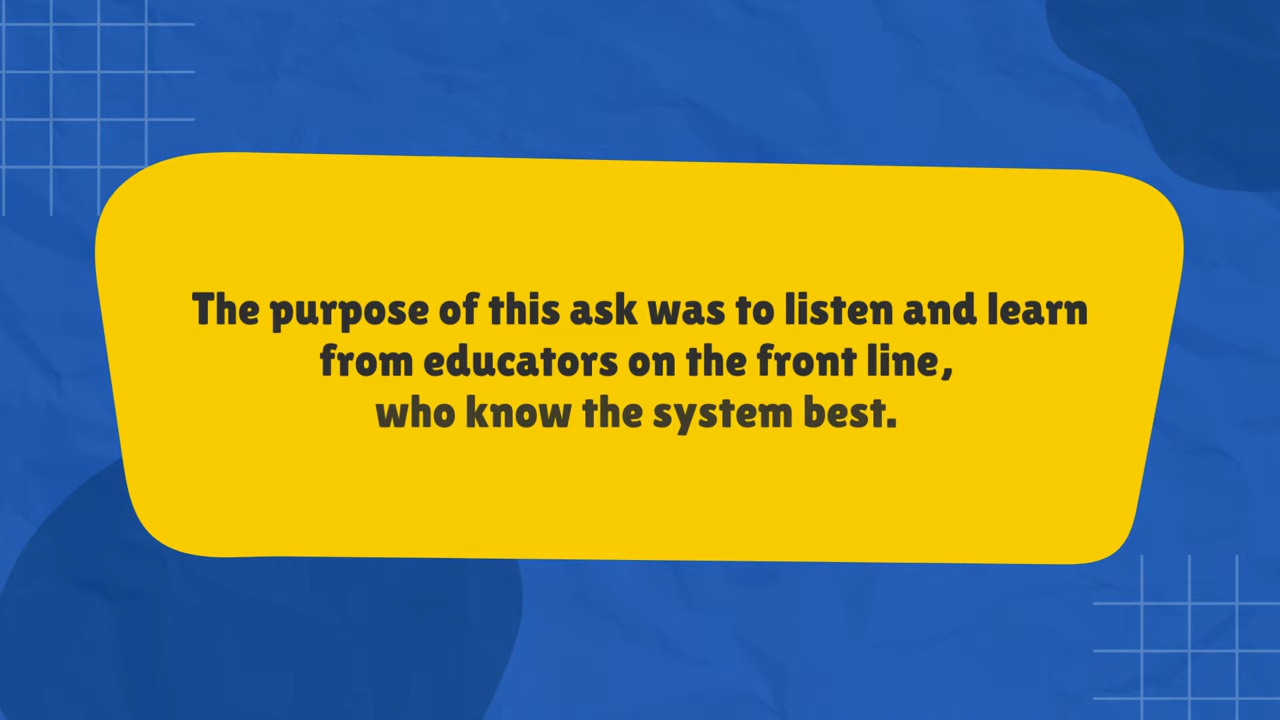 The purpose of this ask was to listen and learn
from educators on the front line,
who know the system best.